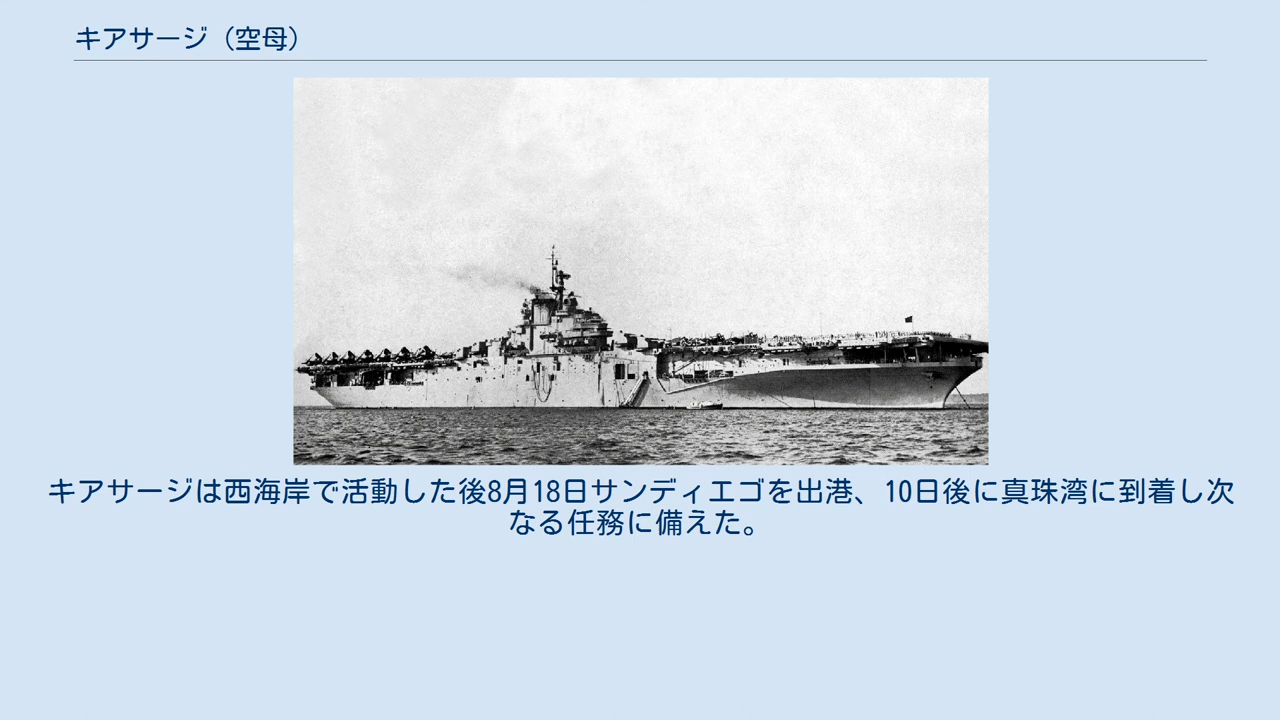 キアサージ（空母）
キアサージは西海岸で活動した後8月18日サンディエゴを出港、10日後に真珠湾に到着し次
なる任務に備えた。